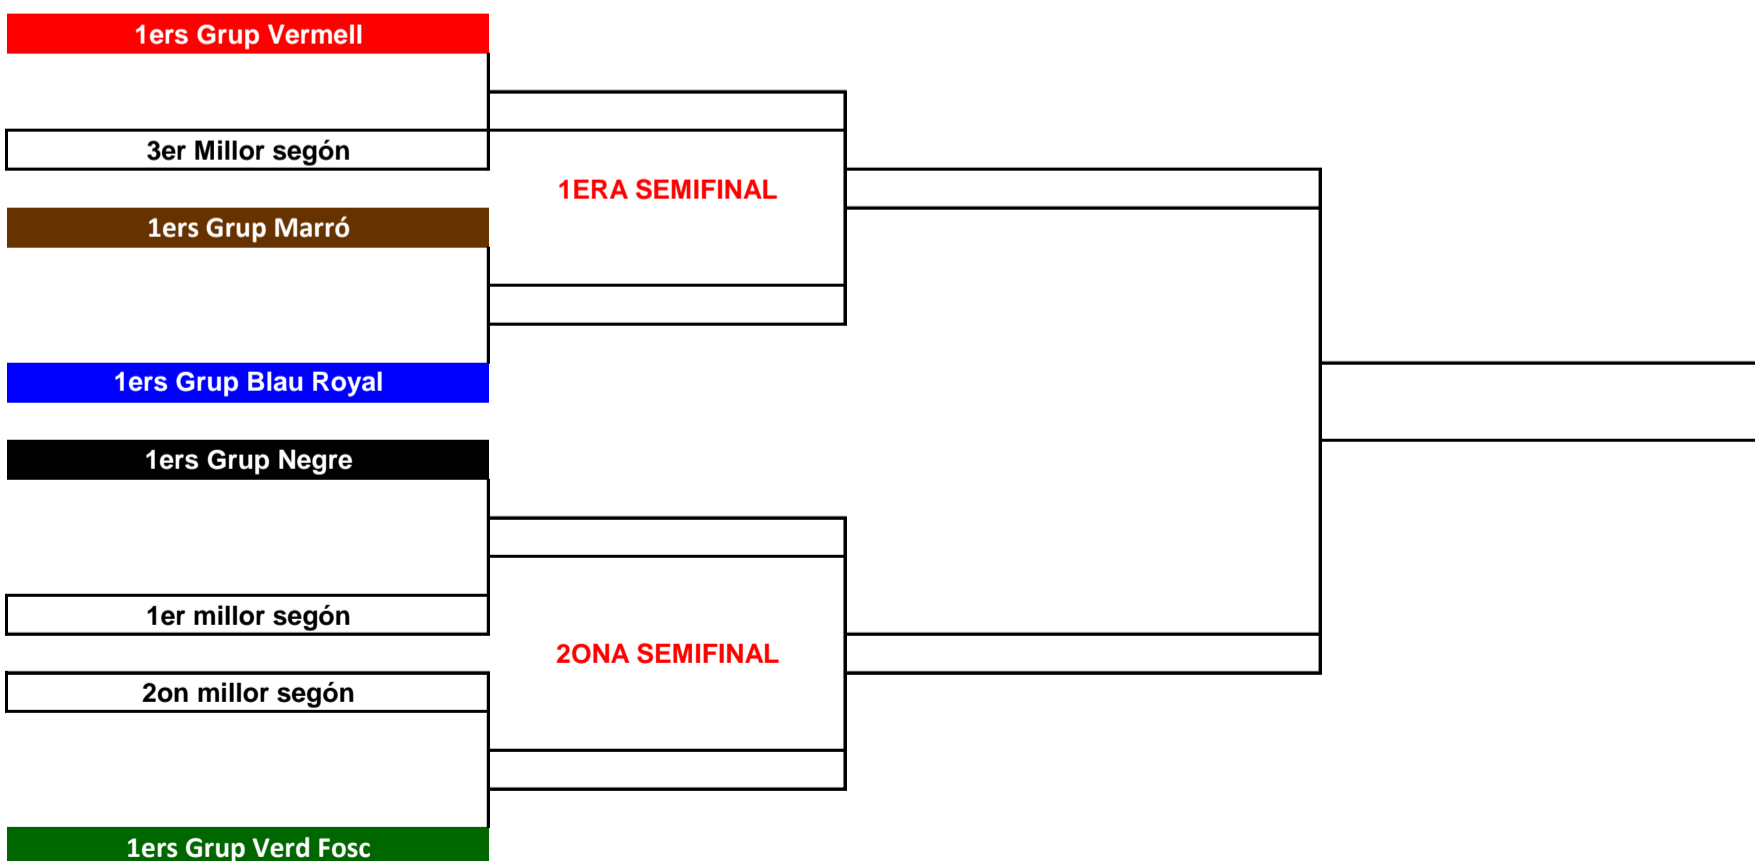 1ers Grup Vermell
3er Millor segón
1ERA SEMIFINAL
1ers Grup Marró
1ers Grup Blau Royal
1ers Grup Negre
1er millor segón
2ONA SEMIFINAL
2on millor segón
1ers Grup Verd Fosc